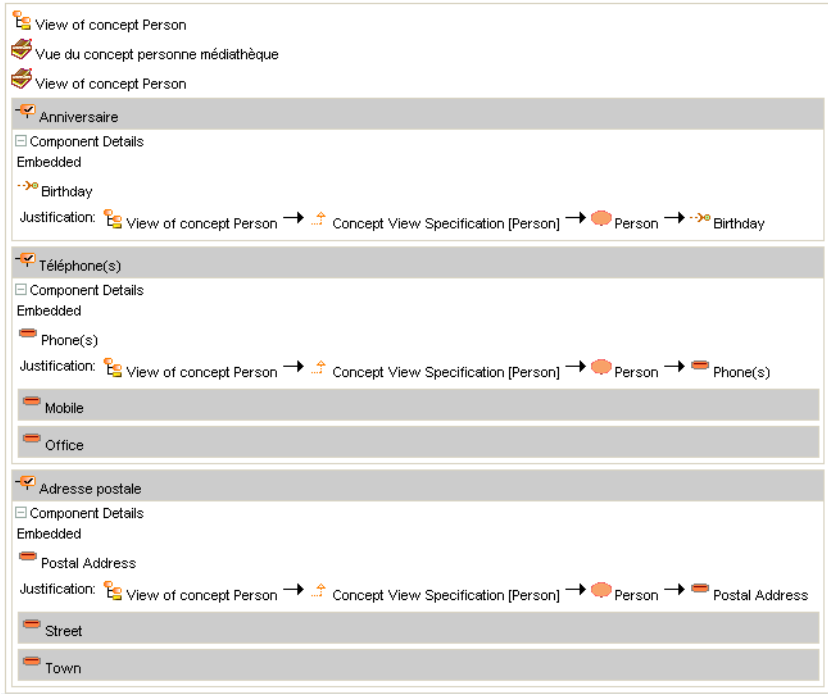 View of concept Person
Vue du concept personne médiathèque
View of concept Person
Anniversaire
Component Details
Embedded
Birthday
Justification: View of concept Person Concept View Specification [Person] Person Birthday
Téléphone(s)
Component Details
Embedded
Phone(s)
Justification: View of concept Person Concept View Specification [Person] Person Phone(s)
Mobile
Office
Adresse postale
Component Details
Embedded
Postal Address
Justification: View of concept Person Concept View Specification [Person] Person Postal Address
Street
Town